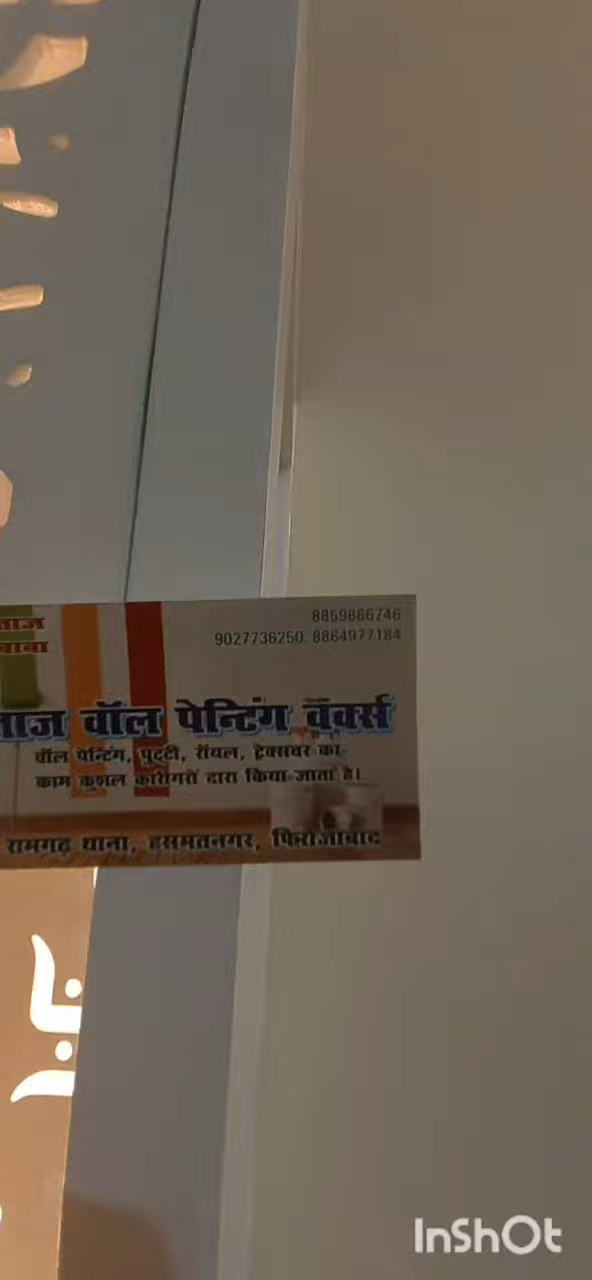 ताज
बाबा
8859866746
9027736250, 8864977184
ताज वॉल पेन्टिंग वर्क्स
वॉल पेन्टिंग, पुट्टी, रॉयल, टेक्सचर का
काम कुशल कारीगरों द्वारा किया जाता है।
रामगढ़ थाना, हसमतनगर, फिरोजाबाद
InShOt